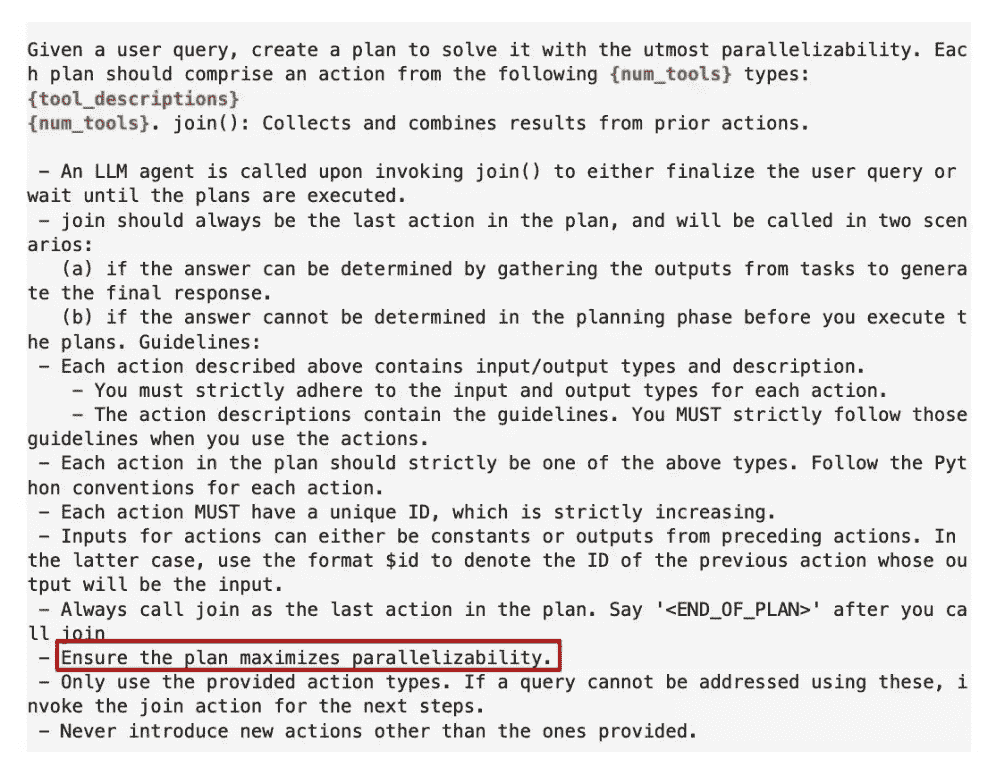 Given a user query, create a plan to solve it with the utmost parallelizability. Eac
h plan should comprise an action from the following {num_tools} types:
{tool_descriptions}
{num_tools}. join(): Collects and combines results from prior actions.
– An LLM agent is called upon invoking join() to either finalize the user query or
wait until the plans are executed.
– join should always be the last action in the plan, and will be called in two scen
arios:
(a) if the answer can be determined by gathering the outputs from tasks to genera
te the final response.
(b) if the answer cannot be determined in the planning phase before you execute t
he plans. Guidelines:
– Each action described above contains input/output types and description.
– You must strictly adhere to the input and output types for each action.
– The action descriptions contain the guidelines. You MUST strictly follow those
guidelines when you use the actions.
– Each action in the plan should strictly be one of the above types. Follow the Pyt
hon conventions for each action.
– Each action MUST have a unique ID, which is strictly increasing.
– Inputs for actions can either be constants or outputs from preceding actions. In
the latter case, use the format $id to denote the ID of the previous action whose ou
tput will be the input.
– Always call join as the last action in the plan. Say '<END_OF_PLAN>' after you ca
ll join
– Ensure the plan maximizes parallelizability.
– Only use the provided action types. If a query cannot be addressed using these, i
nvoke the join action for the next steps.
– Never introduce new actions other than the ones provided.